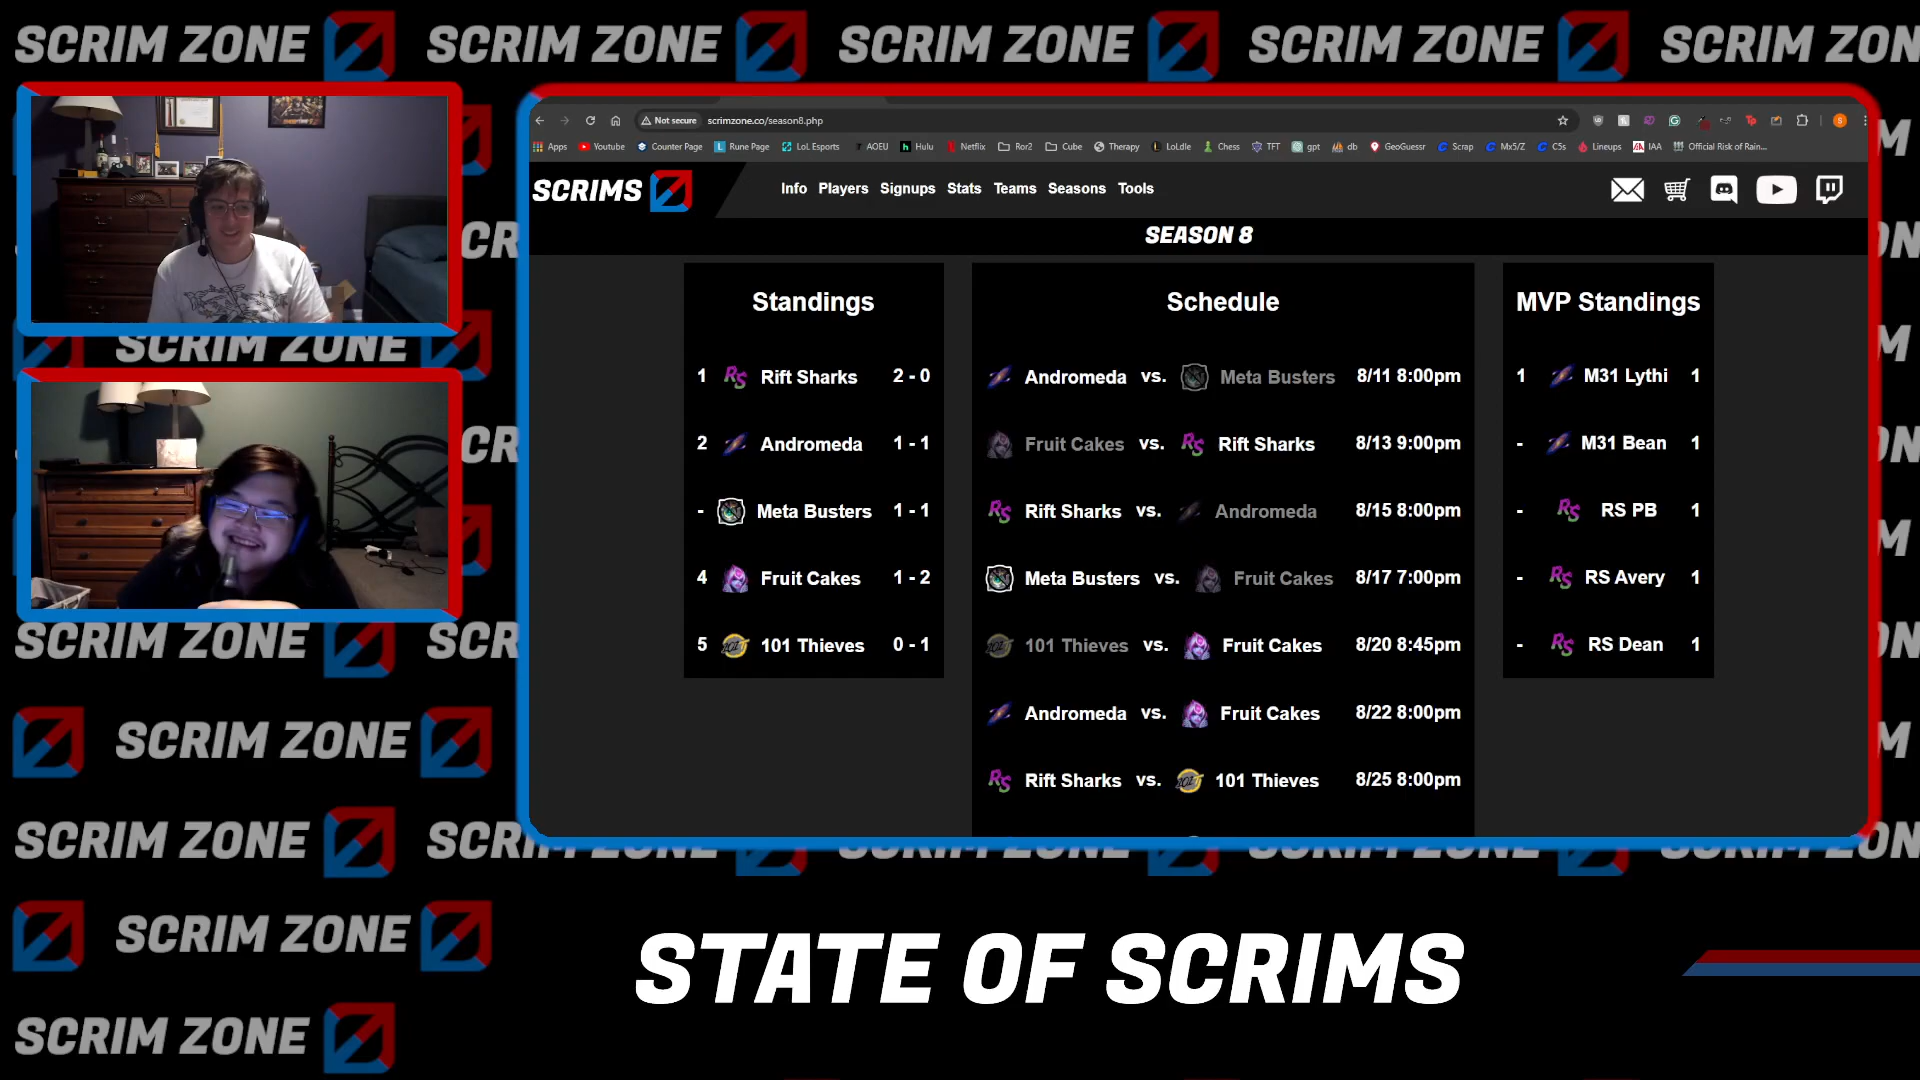 SCRIM ZONE SCRIM ZONE SCRIM ZONE SCRIM ZONE SCRIM ZON
Not secure scrimzone.co/season8.php
Apps Youtube Counter Page Rune Page LoL Esports AOEU Hulu Netflix Ror2 Cube Therapy LoLdle Chess TFT gpt db GeoGuessr Scrap Mx5/Z C5s Lineups IAA Official Risk of Rain...
SCRIMS Info Players Signups Stats Teams Seasons Tools
SEASON 8
Standings
1 RS Rift Sharks 2 - 0
2 Andromeda 1 - 1
- Meta Busters 1 - 1
4 Fruit Cakes 1 - 2
5 101 Thieves 0 - 1
Schedule
Andromeda vs. Meta Busters 8/11 8:00pm
Fruit Cakes vs. RS Rift Sharks 8/13 9:00pm
RS Rift Sharks vs. Andromeda 8/15 8:00pm
Meta Busters vs. Fruit Cakes 8/17 7:00pm
101 Thieves vs. Fruit Cakes 8/20 8:45pm
Andromeda vs. Fruit Cakes 8/22 8:00pm
RS Rift Sharks vs. 101 Thieves 8/25 8:00pm
MVP Standings
1 M31 Lythi 1
- M31 Bean 1
- RS RS PB 1
- RS RS Avery 1
- RS RS Dean 1
SCRIM ZONE
SCRIM ZONE SCR
SCRIM ZONE
SCRIM ZONE
SCRIM ZONE
STATE OF SCRIMS
SCRIM ZONE